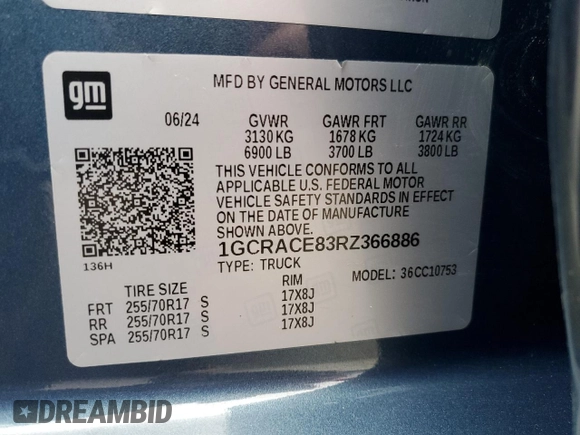 gm
MFD BY GENERAL MOTORS LLC
06/24 GVWR GAWR FRT GAWR RR
3130 KG 1678 KG 1724 KG
6900 LB 3700 LB 3800 LB
THIS VEHICLE CONFORMS TO ALL
APPLICABLE U.S. FEDERAL MOTOR
VEHICLE SAFETY STANDARDS IN EFFECT
ON THE DATE OF MANUFACTURE
SHOWN ABOVE.
1GCRACE83RZ366886
136H
TYPE: TRUCK MODEL: 36CC10753
TIRE SIZE RIM
FRT 255/70R17 S 17X8J
RR 255/70R17 S 17X8J
SPA 255/70R17 S 17X8J
DREAMBID